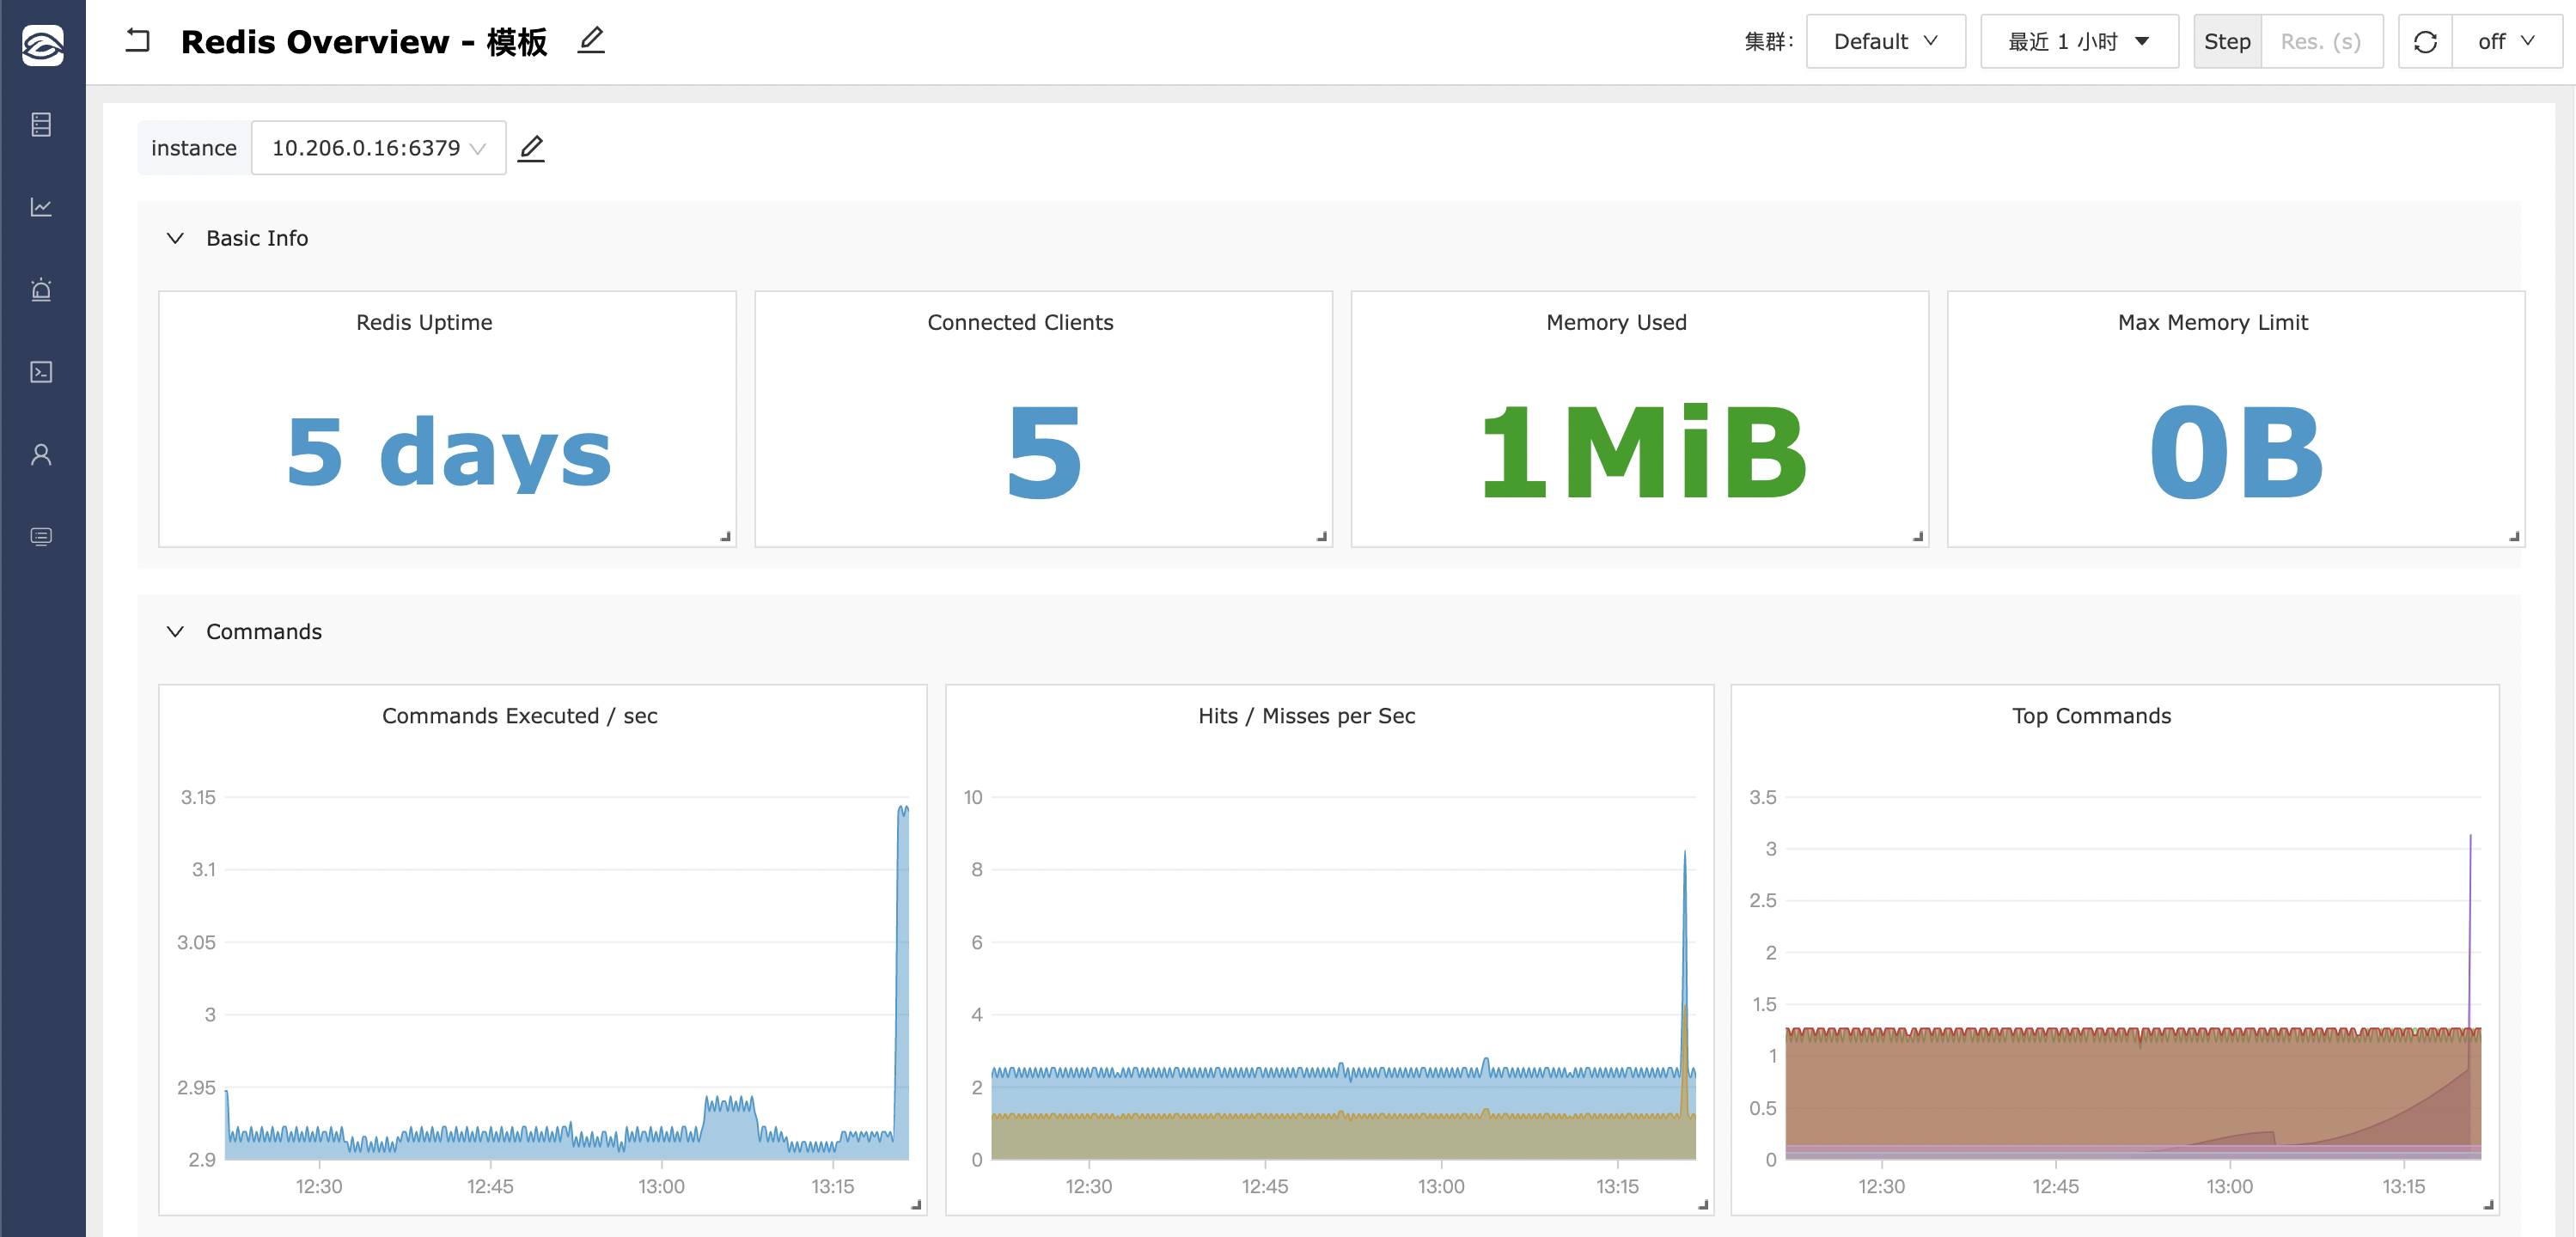 Redis Overview - 模板
集群: Default 最近 1 小时 Step Res. (s) off
instance 10.206.0.16:6379
Basic Info
Redis Uptime
5 days
Connected Clients
5
Memory Used
1MiB
Max Memory Limit
0B
Commands
Commands Executed / sec
3.15
3.1
3.05
3
2.95
2.9
12:30 12:45 13:00 13:15
Hits / Misses per Sec
10
8
6
4
2
0
12:30 12:45 13:00 13:15
Top Commands
3.5
3
2.5
2
1.5
1
0.5
0
12:30 12:45 13:00 13:15